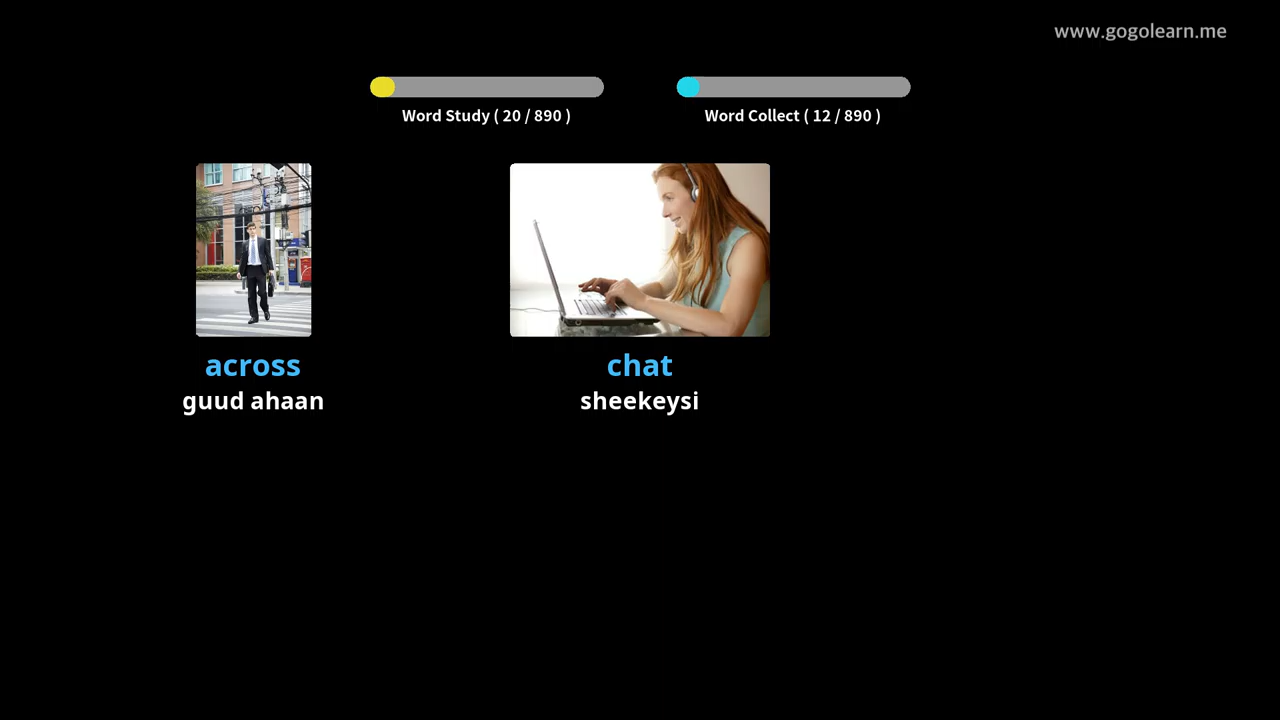 www.gogolearn.me
Word Study ( 20 / 890 )
Word Collect ( 12 / 890 )
across
guud ahaan
chat
sheekeysi